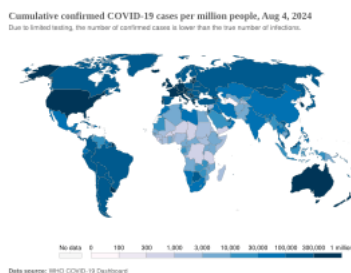 Cumulative confirmed COVID-19 cases per million people, Aug 4, 2024
Due to limited testing, the number of confirmed cases is lower than the true number of infections.
No data 0 100 300 1,000 3,000 10,000 30,000 100,000 300,000 1 million
Data source: WHO COVID-19 Dashboard